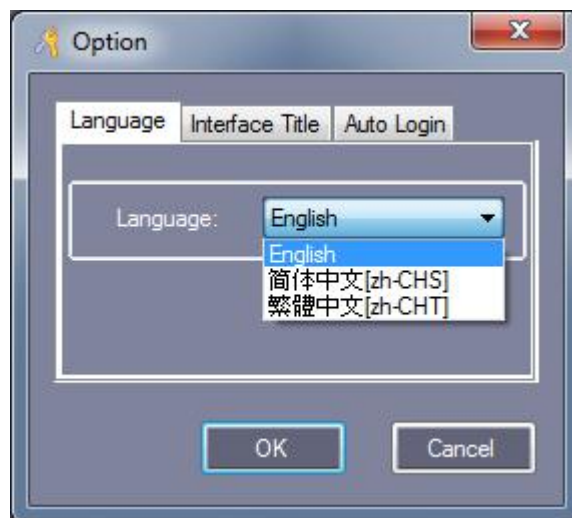 Option
Language Interface Title Auto Login
Language: English
English
简体中文[zh-CHS]
繁體中文[zh-CHT]
OK Cancel